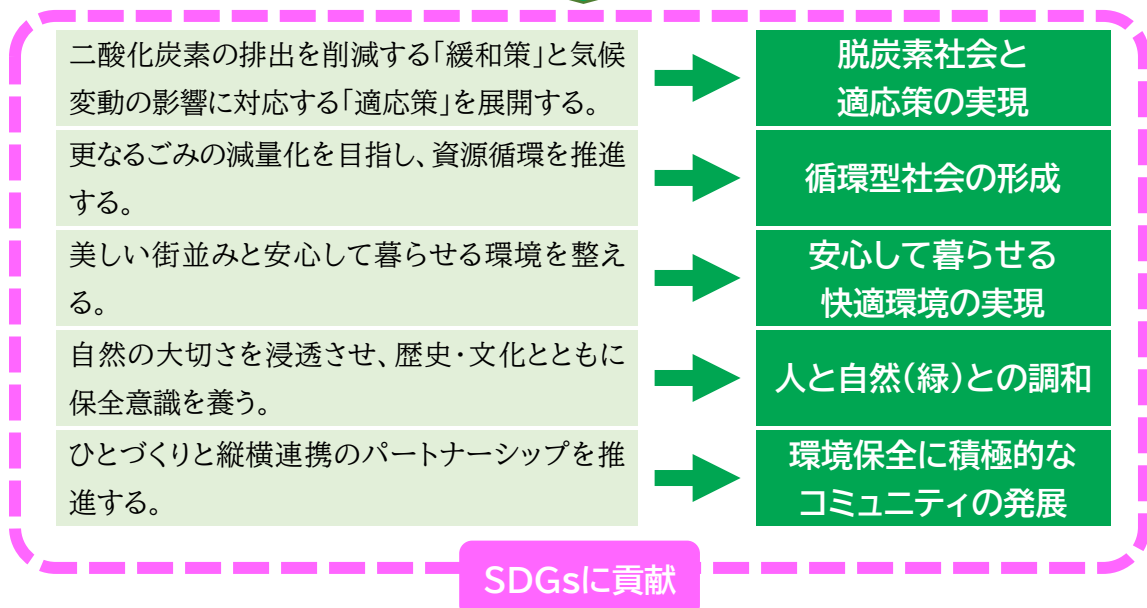 二酸化炭素の排出を削減する「緩和策」と気候
変動の影響に対応する「適応策」を展開する。
脱炭素社会と
適応策の実現
更なるごみの減量化を目指し、資源循環を推進
する。
循環型社会の形成
美しい街並みと安心して暮らせる環境を整え
る。
安心して暮らせる
快適環境の実現
自然の大切さを浸透させ、歴史・文化とともに
保全意識を養う。
人と自然(緑)との調和
ひとづくりと縦横連携のパートナーシップを推
進する。
環境保全に積極的な
コミュニティの発展
SDGsに貢献